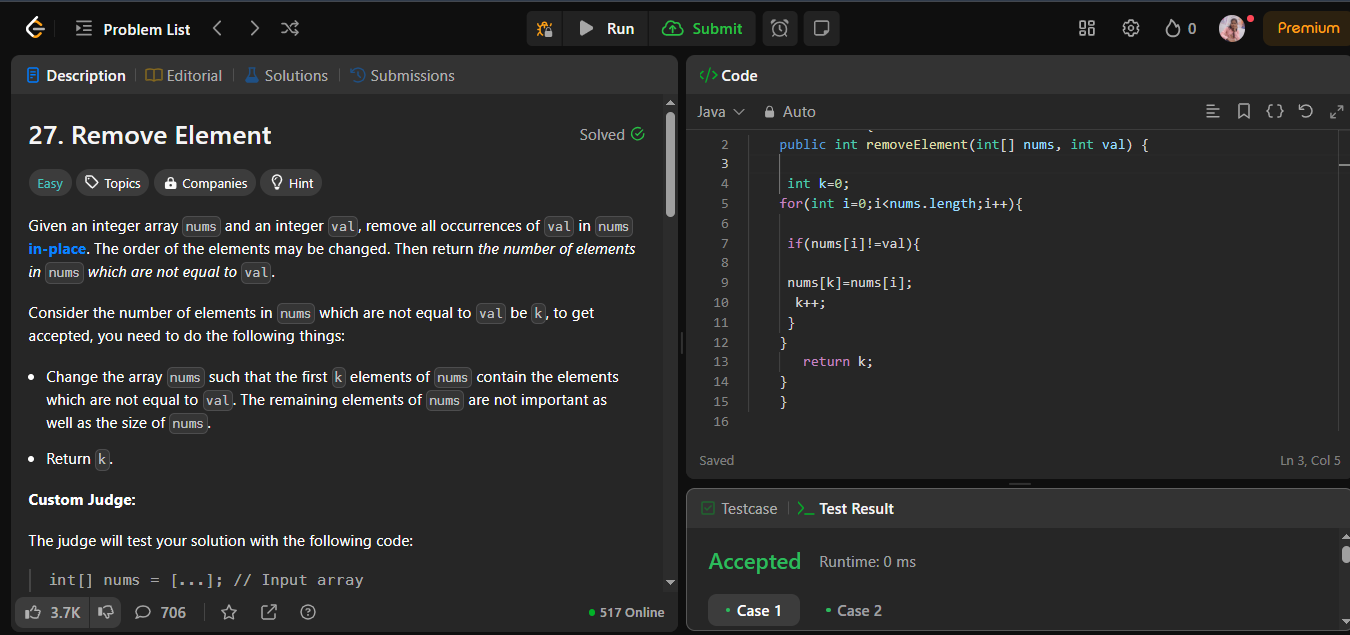 Problem List
Run
Submit
0
Premium
Description
Editorial
Solutions
Submissions
27. Remove Element
Solved
Easy
Topics
Companies
Hint
Given an integer array nums and an integer val, remove all occurrences of val in nums
in-place. The order of the elements may be changed. Then return the number of elements
in nums which are not equal to val.
Consider the number of elements in nums which are not equal to val be k, to get
accepted, you need to do the following things:
• Change the array nums such that the first k elements of nums contain the elements
which are not equal to val. The remaining elements of nums are not important as
well as the size of nums.
• Return k.
Custom Judge:
The judge will test your solution with the following code:
int[] nums = [...]; // Input array
3.7K
706
517 Online
</> Code
Java
Auto
{}
2 public int removeElement(int[] nums, int val) {
3
4 int k=0;
5 for(int i=0;i<nums.length;i++){
6
7 if(nums[i]!=val){
8
9 nums[k]=nums[i];
10 k++;
11 }
12 }
13 return k;
14 }
15 }
16
Saved
Ln 3, Col 5
Testcase
Test Result
Accepted
Runtime: 0 ms
• Case 1
• Case 2